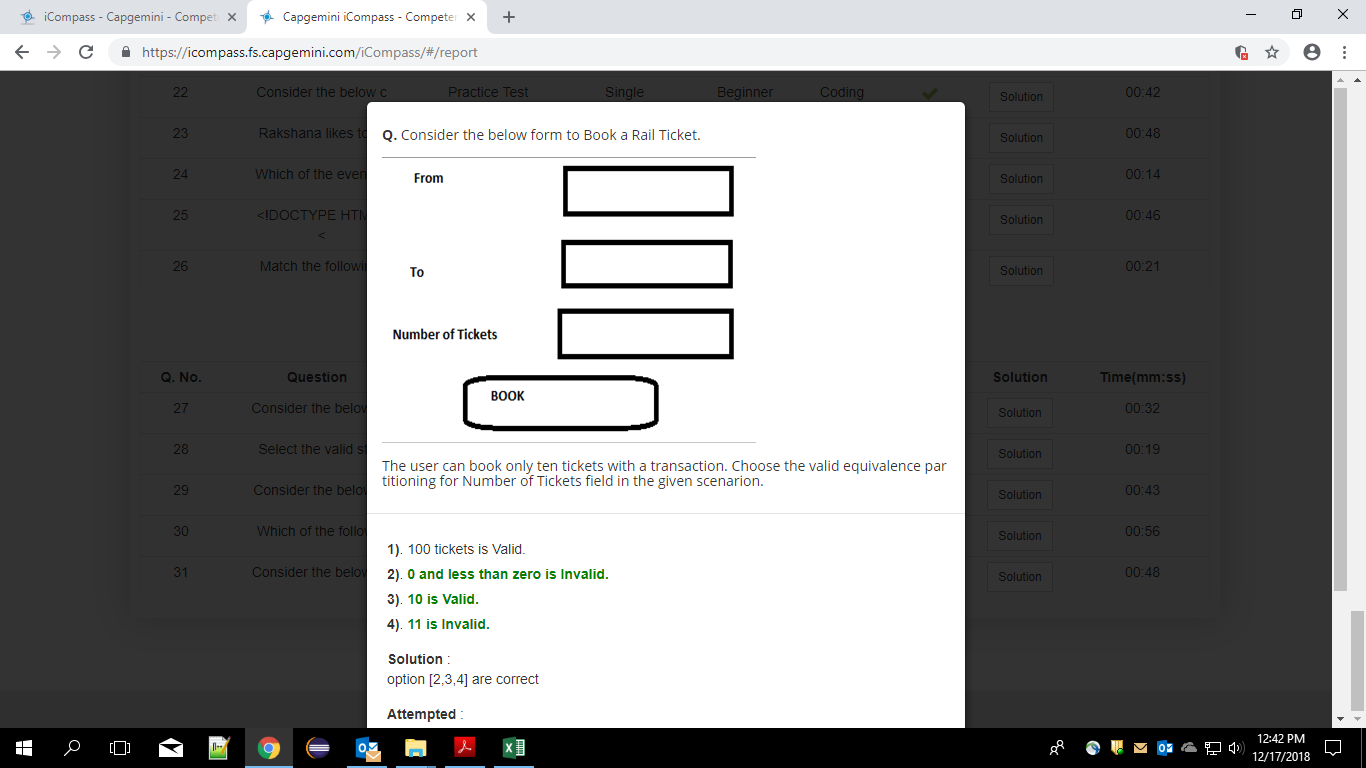 iCompass - Capgemini - Compet
Capgemini iCompass - Competen
https://icompass.fs.capgemini.com/iCompass/#/report
22 Consider the below c Practice Test Single Beginner Coding Solution 00:42
23 Rakshana likes to Solution 00:48
24 Which of the even Solution 00:14
25 <!DOCTYPE HTM Solution 00:46
<
26 Match the followi Solution 00:21
Q. No. Question Solution Time(mm:ss)
27 Consider the below Solution 00:32
28 Select the valid st Solution 00:19
29 Consider the below Solution 00:43
30 Which of the follow Solution 00:56
31 Consider the below Solution 00:48
Q. Consider the below form to Book a Rail Ticket.
From
To
Number of Tickets
BOOK
The user can book only ten tickets with a transaction. Choose the valid equivalence par
titioning for Number of Tickets field in the given scenarion.
1). 100 tickets is Valid.
2). 0 and less than zero is Invalid.
3). 10 is Valid.
4). 11 is Invalid.
Solution :
option [2,3,4] are correct
Attempted :
12:42 PM
12/17/2018